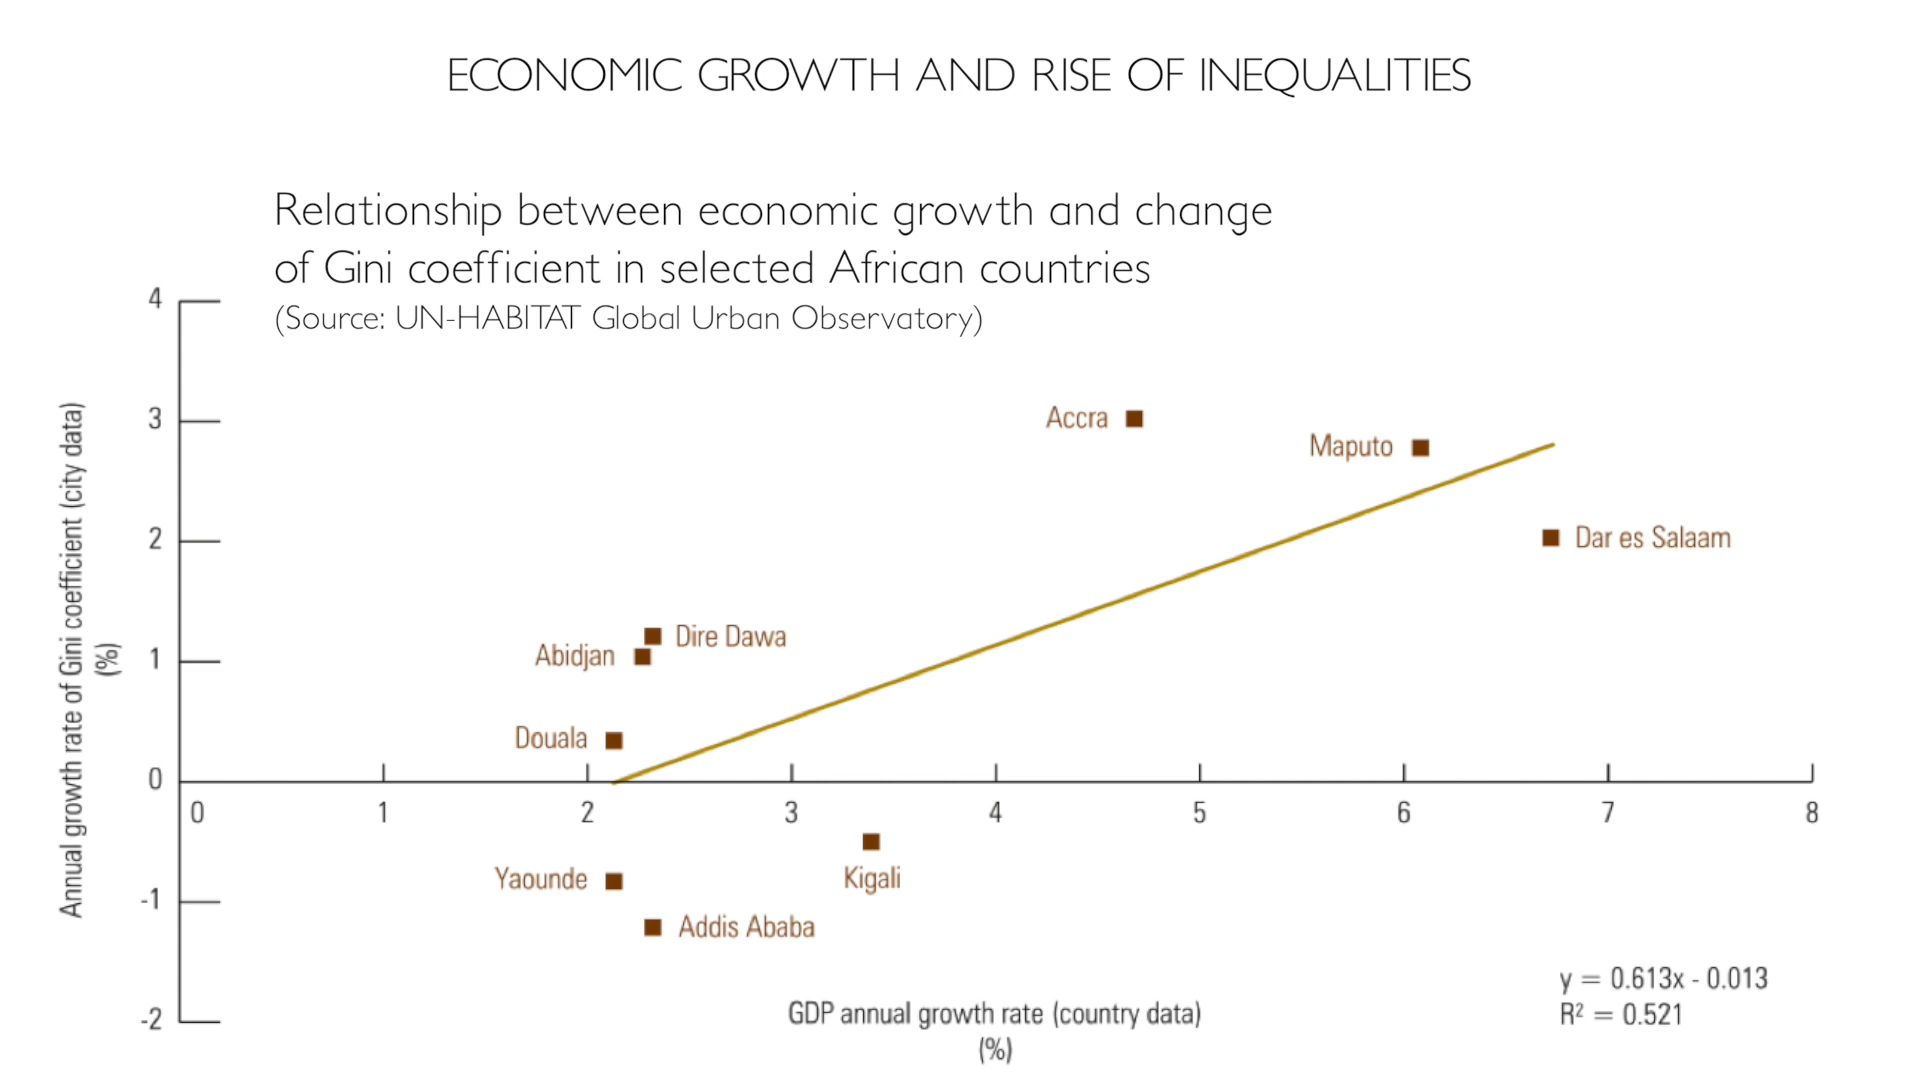 ECONOMIC GROWTH AND RISE OF INEQUALITIES
Relationship between economic growth and change
of Gini coefficient in selected African countries
(Source: UN-HABITAT Global Urban Observatory)
Annual growth rate of Gini coefficient (city data)
(%)
4
3
2
1
0
-1
-2
Accra
Maputo
Dar es Salaam
Dire Dawa
Abidjan
Douala
0 1 2 3 4 5 6 7 8
Kigali
Yaounde
Addis Ababa
GDP annual growth rate (country data)
(%)
y = 0.613x - 0.013
R² = 0.521